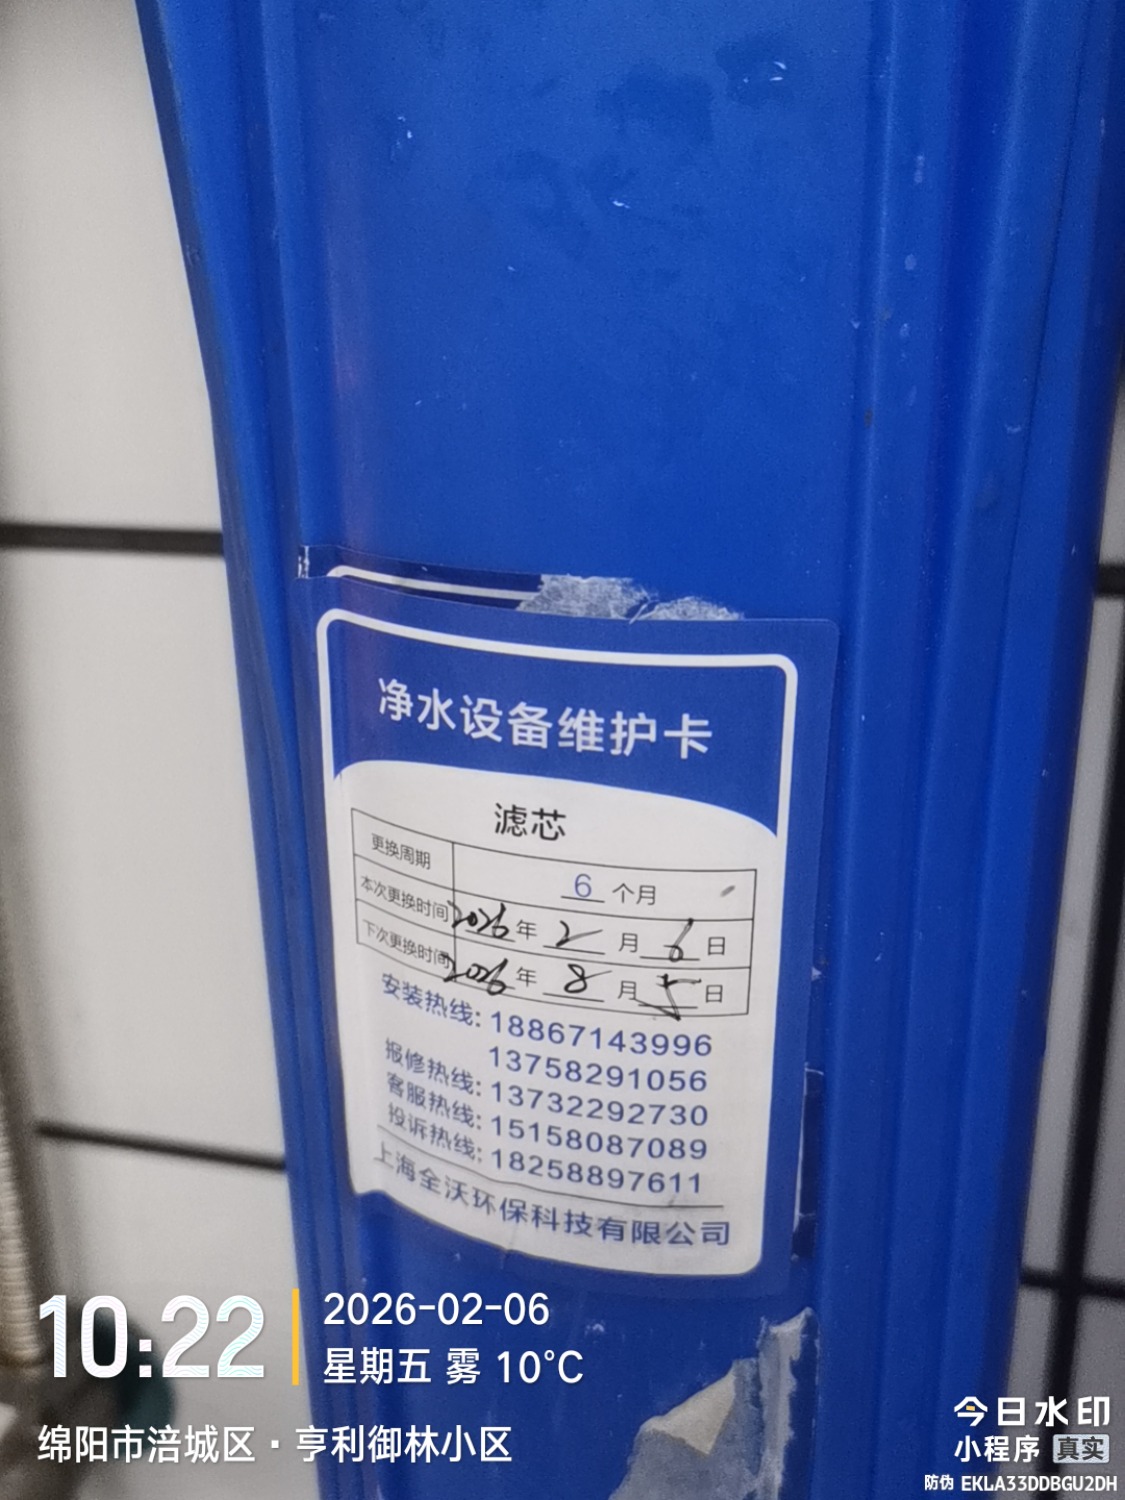 净水设备维护卡
滤芯
更换周期 6 个月
本次更换时间 2026 年 2 月 6 日
下次更换时间 2026 年 8 月 5 日
安装热线: 18867143996
13758291056
报修热线: 13732292730
客服热线: 15158087089
投诉热线: 18258897611
上海全沃环保科技有限公司
10:22
2026-02-06
星期五 雾 10°C
绵阳市涪城区·亨利御林小区
今日水印
小程序 真实
防伪 EKLA33DDBGU2DH